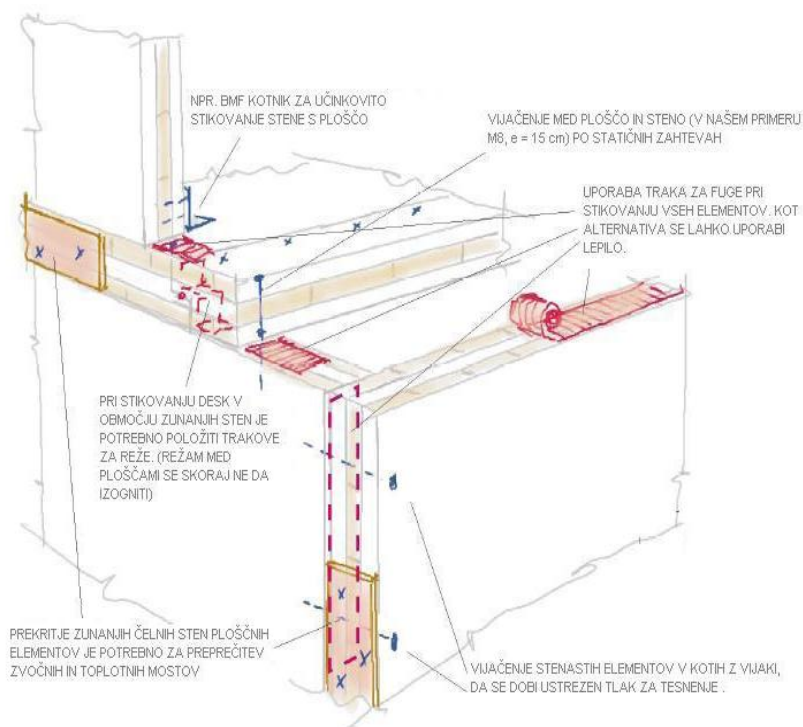 NPR. BMF KOTNIK ZA UČINKOVITO
STIKOVANJE STENE S PLOŠČO
VIJAČENJE MED PLOŠČO IN STENO (V NAŠEM PRIMERU
M8, e = 15 cm) PO STATIČNIH ZAHTEVAH
UPORABA TRAKA ZA FUGE PRI
STIKOVANJU VSEH ELEMENTOV. KOT
ALTERNATIVA SE LAHKO UPORABI
LEPILO.
PRI STIKOVANJU DESK V
OBMOČJU ZUNANJIH STEN JE
POTREBNO POLOŽITI TRAKOVE
ZA REŽE. (REŽAM MED
PLOŠČAMI SE SKORAJ NE DA
IZOGNITI)
PREKRITJE ZUNANJIH ČELNIH STEN PLOŠČNIH
ELEMENTOV JE POTREBNO ZA PREPREČITEV
ZVOČNIH IN TOPLOTNIH MOSTOV
VIJAČENJE STENASTIH ELEMENTOV V KOTIH Z VIJAKI,
DA SE DOBI USTREZEN TLAK ZA TESNENJE .